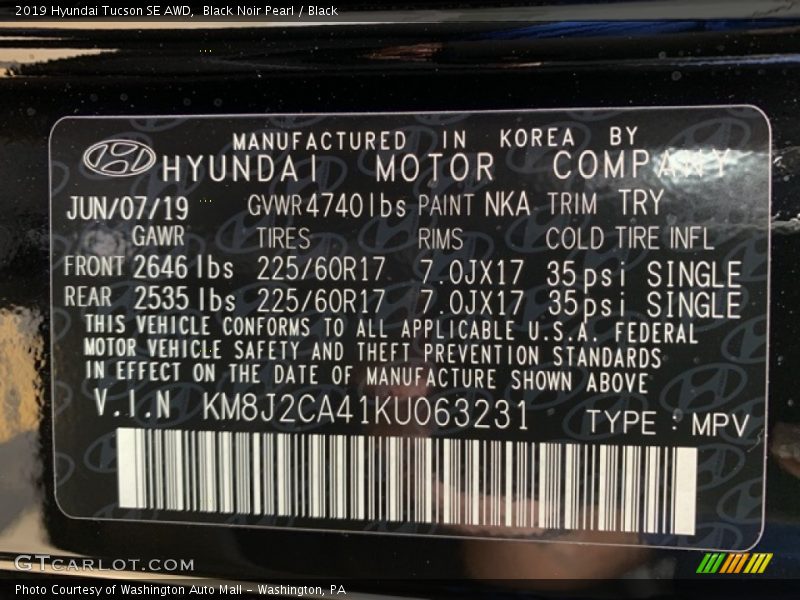 2019 Hyundai Tucson SE AWD,  Black Noir Pearl / Black
MANUFACTURED IN KOREA BY
HYUNDAI MOTOR COMPANY
JUN/07/19 GVWR 4740lbs PAINT NKA TRIM TRY
GAWR TIRES RIMS COLD TIRE INFL
FRONT 2646 lbs 225/60R17 7.0JX17 35psi SINGLE
REAR 2535 lbs 225/60R17 7.0JX17 35psi SINGLE
THIS VEHICLE CONFORMS TO ALL APPLICABLE U.S.A. FEDERAL
MOTOR VEHICLE SAFETY AND THEFT PREVENTION STANDARDS
IN EFFECT ON THE DATE OF MANUFACTURE SHOWN ABOVE
V.I.N KM8J2CA41KU063231 TYPE : MPV
GTCARLOT.COM
Photo Courtesy of Washington Auto Mall - Washington, PA